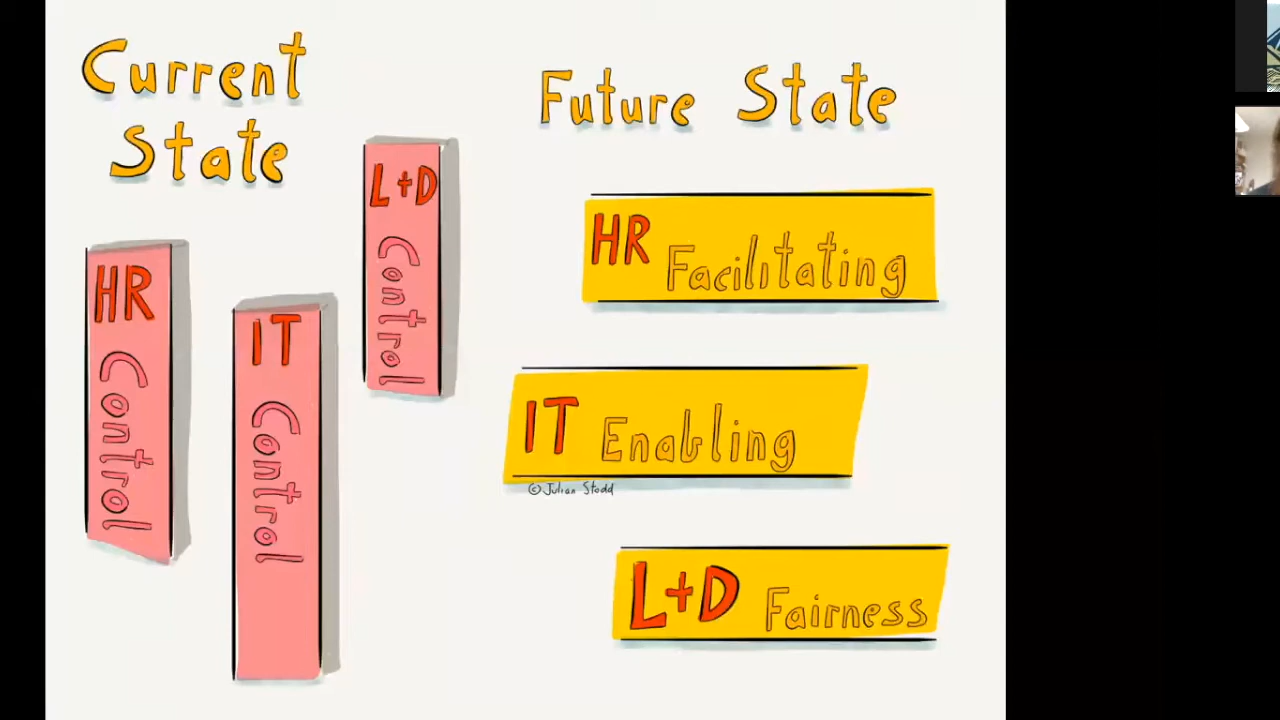 Current
State
HR
Control
IT
Control
L+D
Control
Future State
HR Facilitating
IT Enabling
© Julian Stodd
L+D Fairness